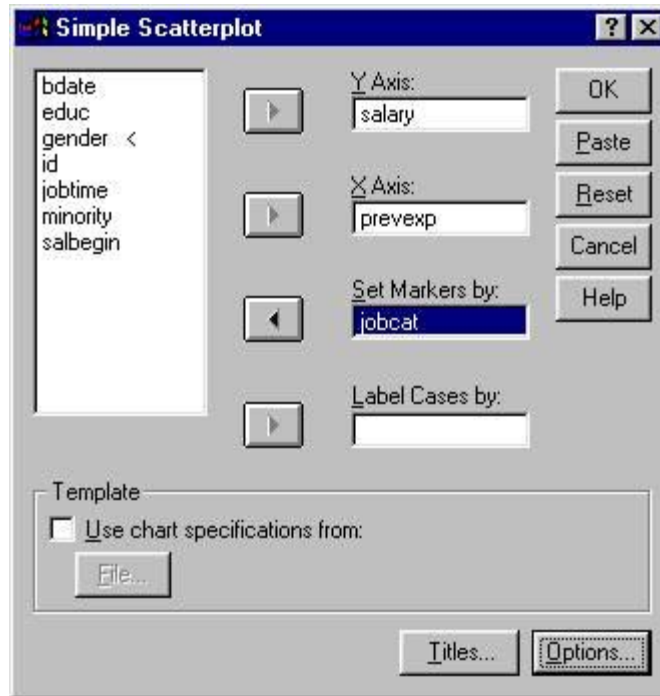 Simple Scatterplot
bdate
educ
gender <
id
jobtime
minority
salbegin
Y Axis:
salary
X Axis:
prevexp
Set Markers by:
jobcat
Label Cases by:
OK
Paste
Reset
Cancel
Help
Template
Use chart specifications from:
File...
Titles...
Options...